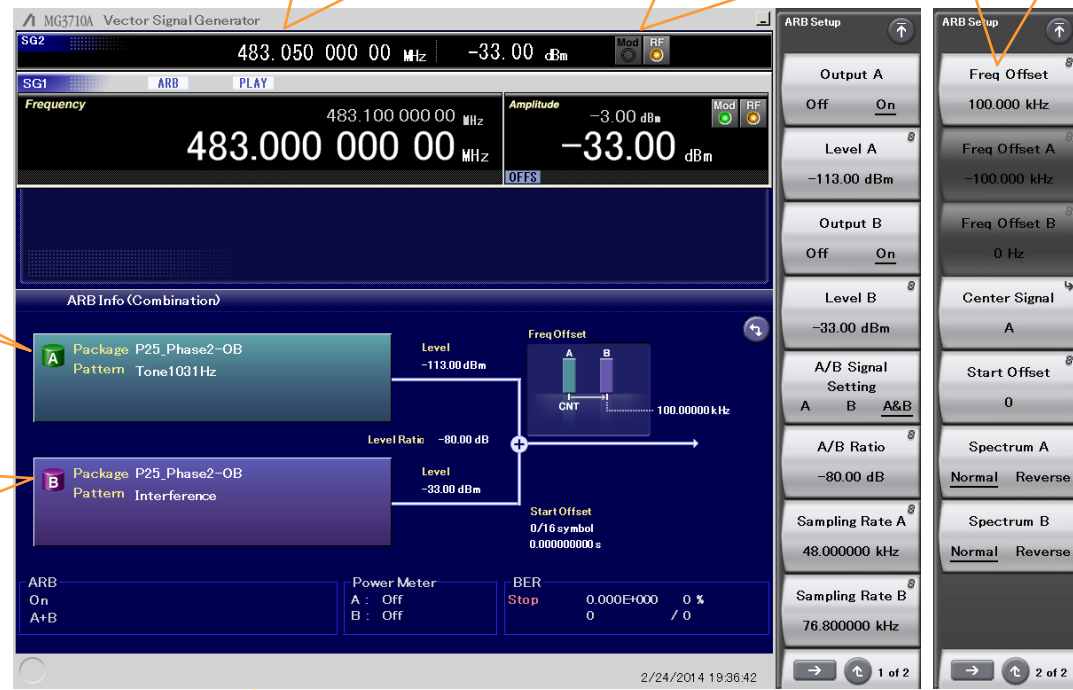 MG3710A Vector Signal Generator
SG2
483.050 000 00 MHz -33.00 dBm Mod RF
SG1 ARB PLAY
Frequency
483.100 000 00 MHz
483.000 000 00 MHz
Amplitude
-3.00 dBm Mod RF
-33.00 dBm
OFFS
ARB Info (Combination)
A Package P25_Phase2-OB
Pattern Tone1031Hz
Level
-113.00 dBm
Freq Offset
A B
CNT
100.00000 kHz
Level Ratio -80.00 dB
B Package P25_Phase2-OB
Pattern Interference
Level
-33.00 dBm
Start Offset
0/16 symbol
0.000000000 s
ARB
On
A+B
Power Meter
A : Off
B : Off
BER
Stop 0.000E+000 0 %
0 / 0
2/24/2014 19:36:42
ARB Setup
Output A
Off On
Level A
-113.00 dBm
Output B
Off On
Level B
-33.00 dBm
A/B Signal
Setting
A B A&B
A/B Ratio
-80.00 dB
Sampling Rate A
48.000000 kHz
Sampling Rate B
76.800000 kHz
1 of 2
ARB Setup
Freq Offset
100.000 kHz
Freq Offset A
-100.000 kHz
Freq Offset B
0 Hz
Center Signal
A
Start Offset
0
Spectrum A
Normal Reverse
Spectrum B
Normal Reverse
2 of 2